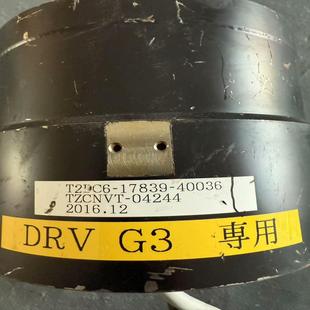 T29C6-17839-40036
TZCNVT-04244
2016.12
DRV G3 専用